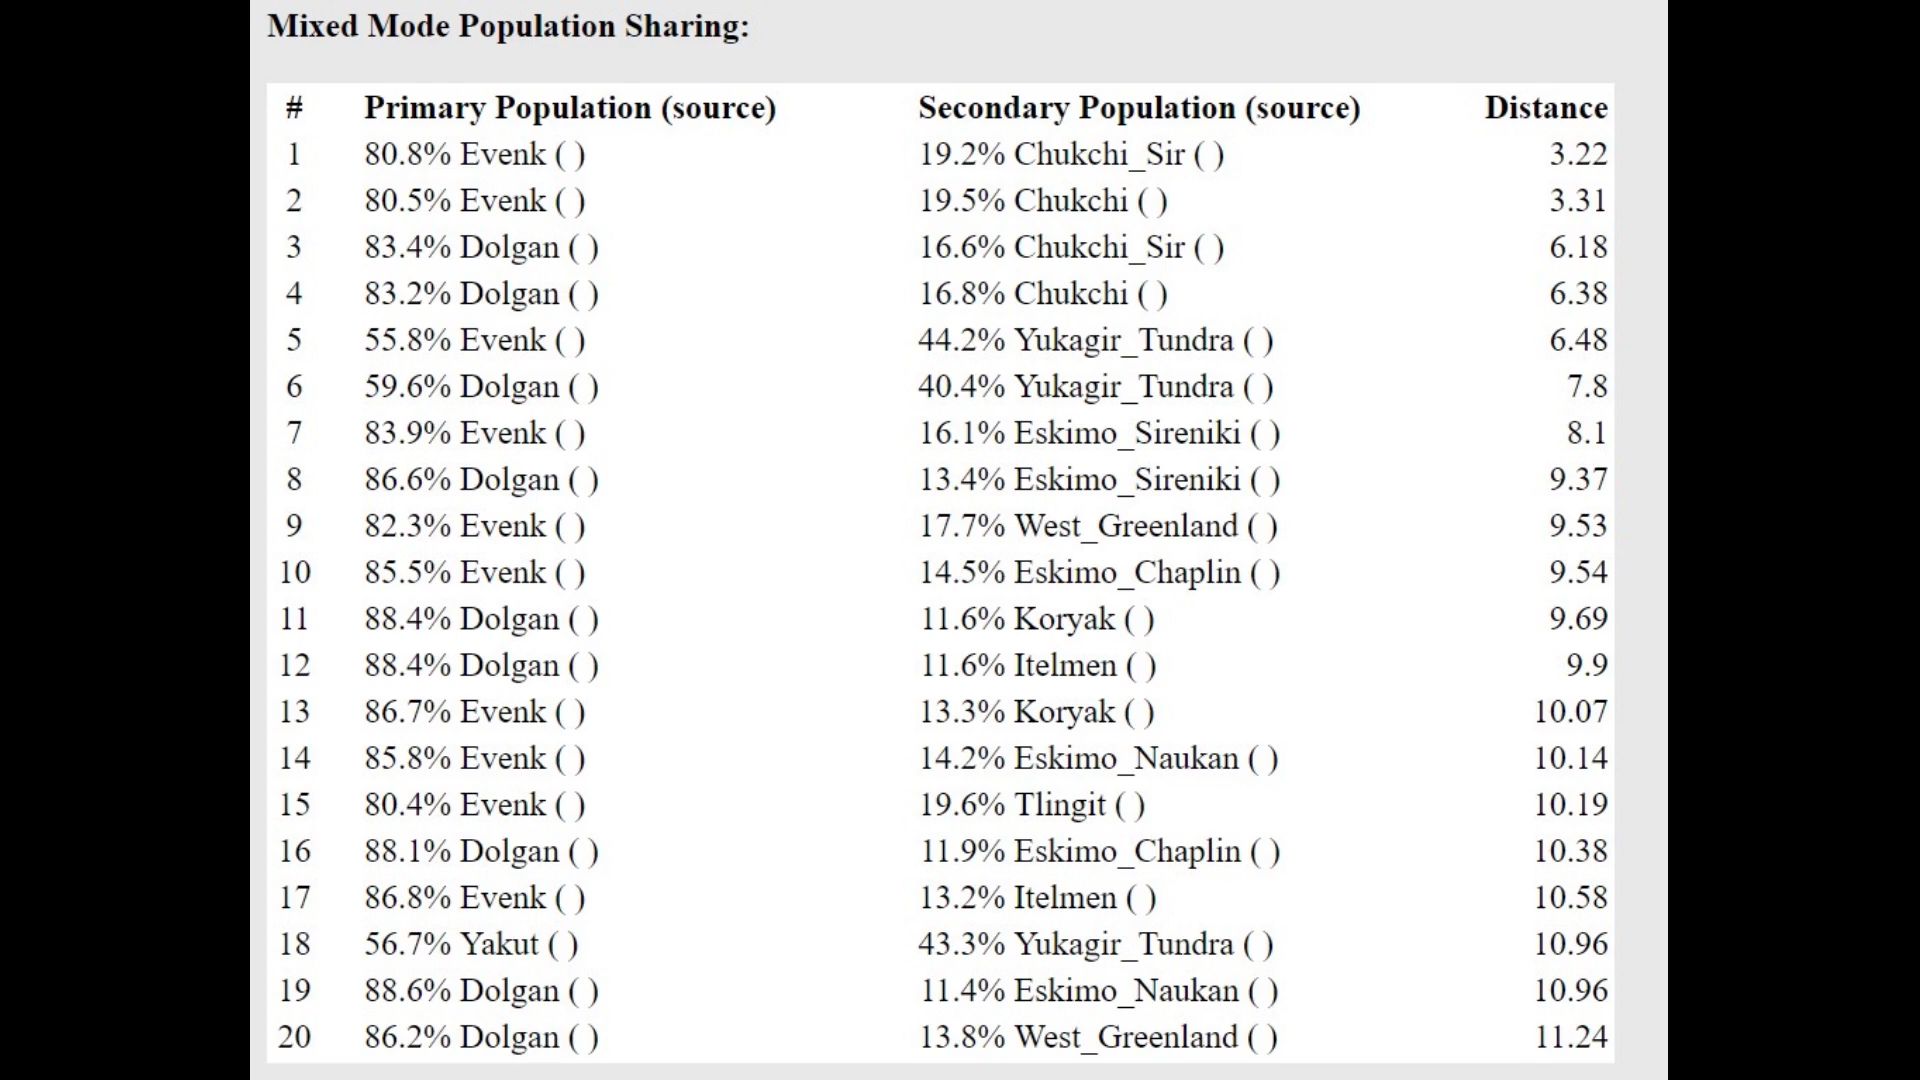 Mixed Mode Population Sharing:
# Primary Population (source) Secondary Population (source) Distance
1 80.8% Evenk ( ) 19.2% Chukchi_Sir ( ) 3.22
2 80.5% Evenk ( ) 19.5% Chukchi ( ) 3.31
3 83.4% Dolgan ( ) 16.6% Chukchi_Sir ( ) 6.18
4 83.2% Dolgan ( ) 16.8% Chukchi ( ) 6.38
5 55.8% Evenk ( ) 44.2% Yukagir_Tundra ( ) 6.48
6 59.6% Dolgan ( ) 40.4% Yukagir_Tundra ( ) 7.8
7 83.9% Evenk ( ) 16.1% Eskimo_Sireniki ( ) 8.1
8 86.6% Dolgan ( ) 13.4% Eskimo_Sireniki ( ) 9.37
9 82.3% Evenk ( ) 17.7% West_Greenland ( ) 9.53
10 85.5% Evenk ( ) 14.5% Eskimo_Chaplin ( ) 9.54
11 88.4% Dolgan ( ) 11.6% Koryak ( ) 9.69
12 88.4% Dolgan ( ) 11.6% Itelmen ( ) 9.9
13 86.7% Evenk ( ) 13.3% Koryak ( ) 10.07
14 85.8% Evenk ( ) 14.2% Eskimo_Naukan ( ) 10.14
15 80.4% Evenk ( ) 19.6% Tlingit ( ) 10.19
16 88.1% Dolgan ( ) 11.9% Eskimo_Chaplin ( ) 10.38
17 86.8% Evenk ( ) 13.2% Itelmen ( ) 10.58
18 56.7% Yakut ( ) 43.3% Yukagir_Tundra ( ) 10.96
19 88.6% Dolgan ( ) 11.4% Eskimo_Naukan ( ) 10.96
20 86.2% Dolgan ( ) 13.8% West_Greenland ( ) 11.24